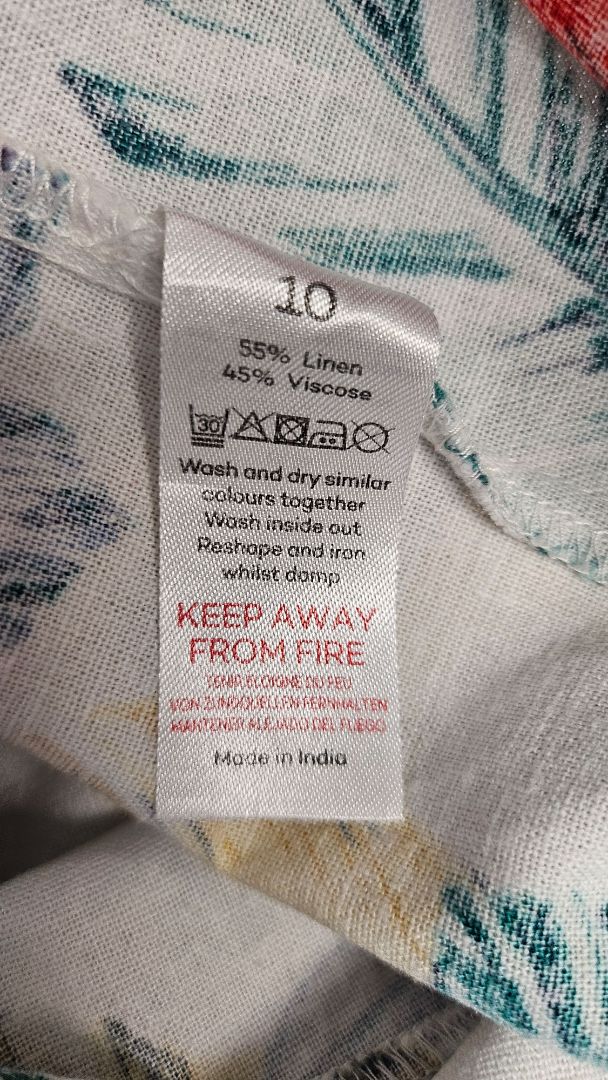 10
55% Linen
45% Viscose
30
Wash and dry similar
colours together
Wash inside out
Reshape and iron
whilst damp
KEEP AWAY
FROM FIRE
TENIR ELOIGNE DU FEU
VON ZUNDQUELLEN FERNHALTEN
MANTENER ALEJADO DEL FUEGO
Made in India